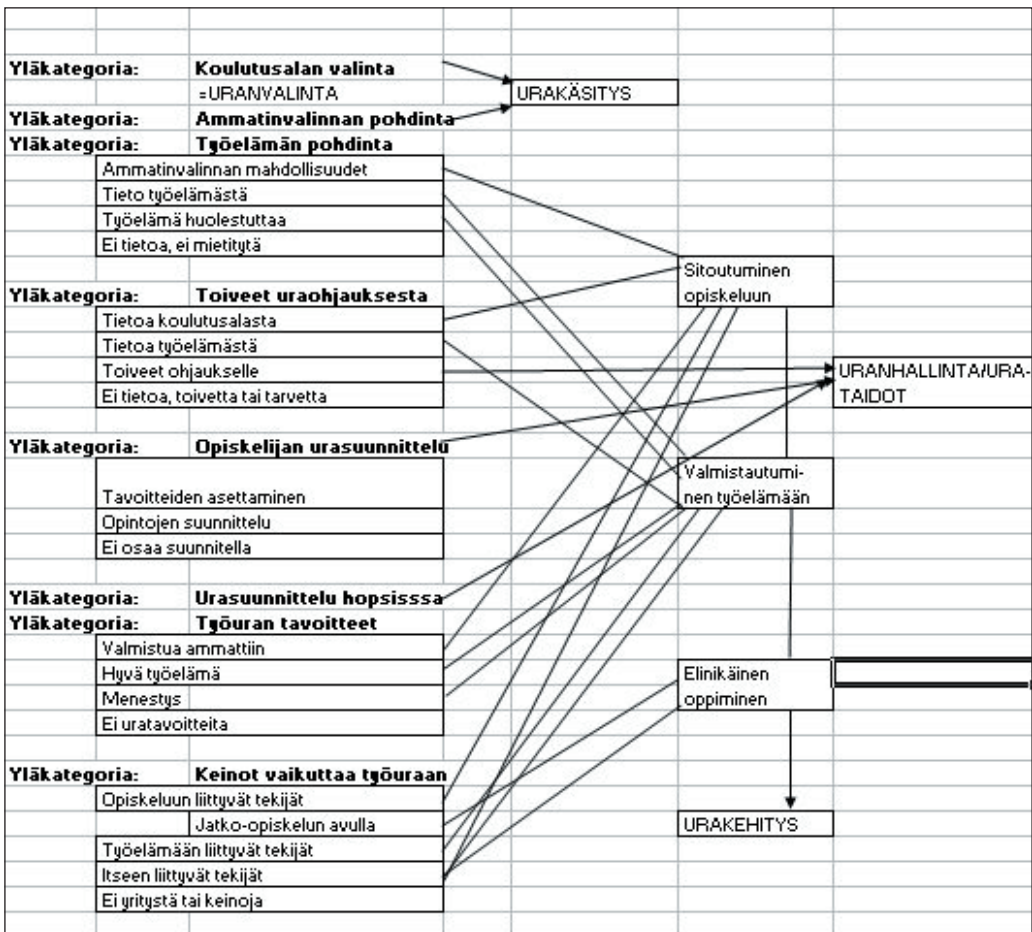 Yläkategoria: Koulutusalan valinta
=URANVALINTA URAKÄSITYS
Yläkategoria: Ammatinvalinnan pohdinta
Yläkategoria: Työelämän pohdinta
Ammatinvalinnan mahdollisuudet
Tieto työelämästä
Työelämä huolestuttaa
Ei tietoa, ei mietitytä
Sitoutuminen
opiskeluun
Yläkategoria: Toiveet uraohjauksesta
Tietoa koulutusalasta
Tietoa työelämästä
Toiveet ohjaukselle
Ei tietoa, toivetta tai tarvetta
URANHALLINTA/URA-
TAIDOT
Yläkategoria: Opiskelijan urasuunnittelu
Tavoitteiden asettaminen
Opintojen suunnittelu
Ei osaa suunnitella
Valmistautumi-
nen työelämään
Yläkategoria: Urasuunnittelu hopsisssa
Yläkategoria: Työuran tavoitteet
Valmistua ammattiin
Hyvä työelämä
Menestys
Ei uratavoitteita
Elinikäinen
oppiminen
Yläkategoria: Keinot vaikuttaa työuraan
Opiskeluun liittyvät tekijät
Jatko-opiskelun avulla
Työelämään liittyvät tekijät
Itseen liittyvät tekijät
Ei yritystä tai keinoja
URAKEHITYS